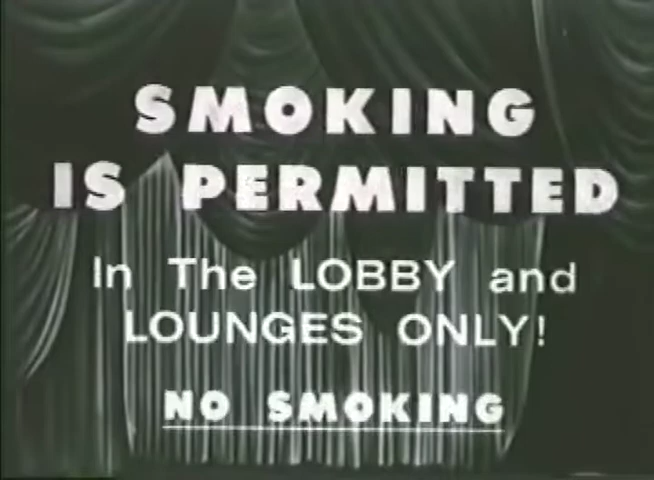 SMOKING
IS PERMITTED
In The LOBBY and
LOUNGES ONLY!
NO SMOKING